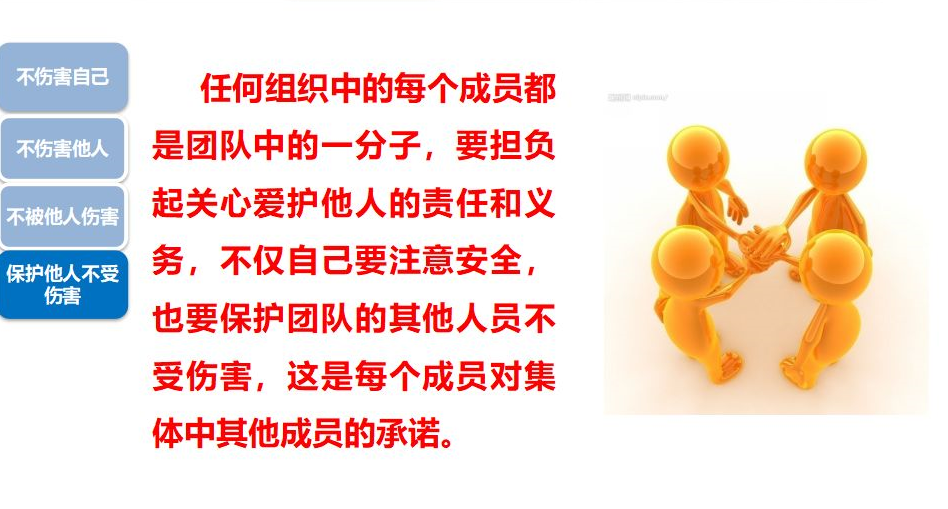 不伤害自己
不伤害他人
不被他人伤害
保护他人不受
伤害
任何组织中的每个成员都
是团队中的一分子，要担负
起关心爱护他人的责任和义
务，不仅自己要注意安全，
也要保护团队的其他人员不
受伤害，这是每个成员对集
体中其他成员的承诺。